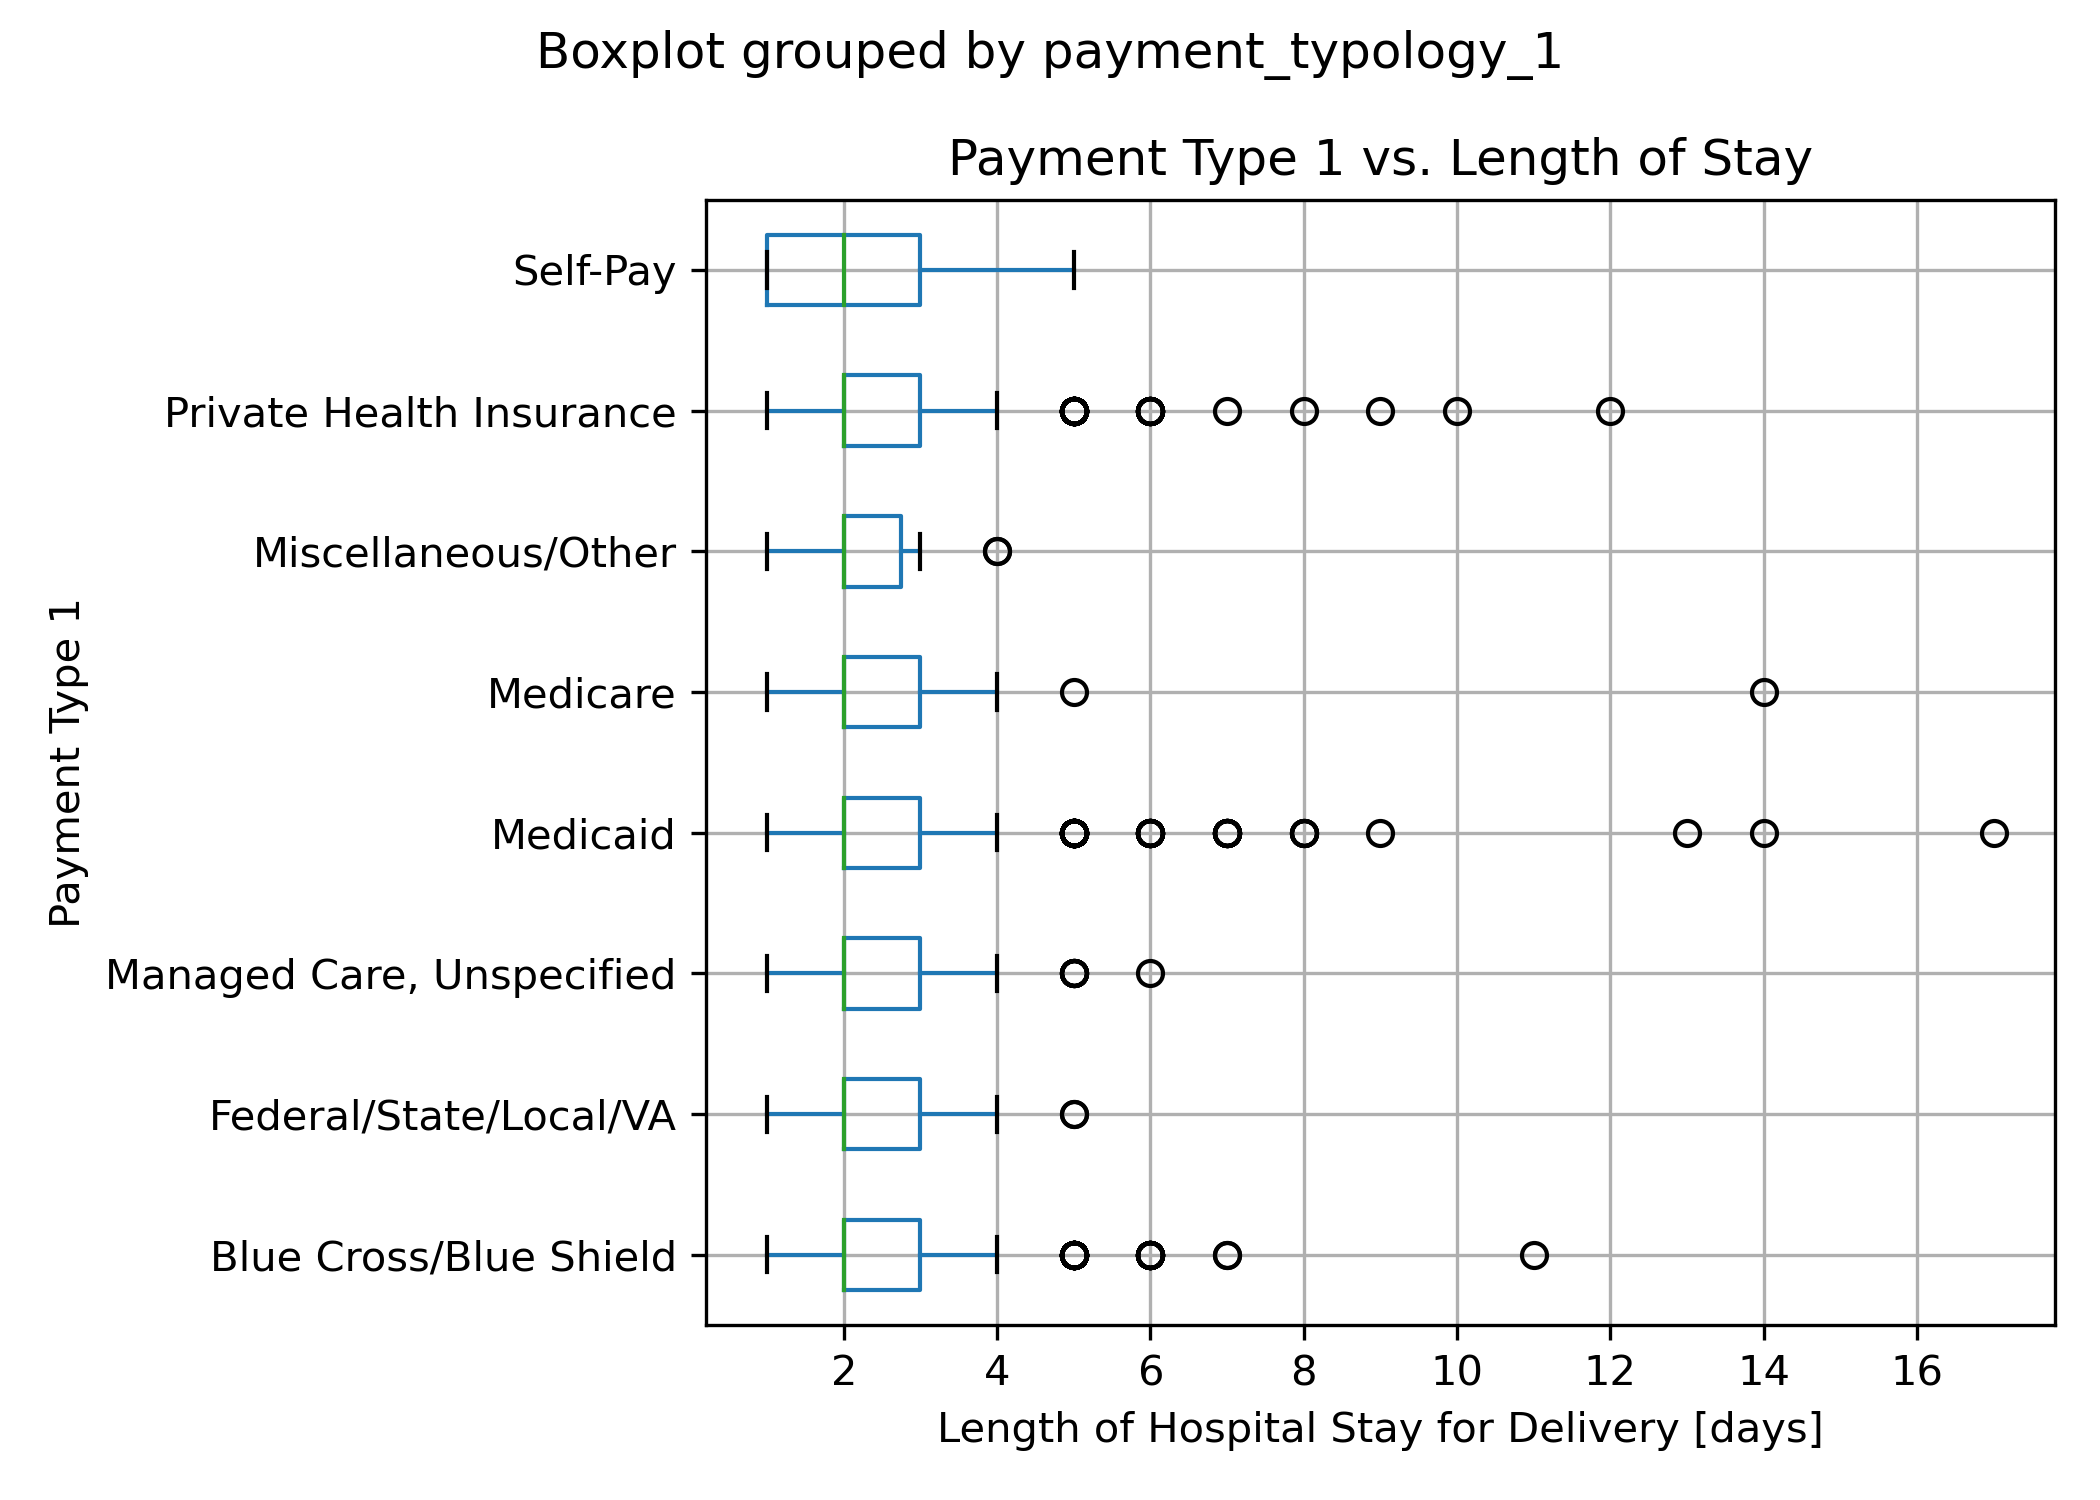 Boxplot grouped by payment_typology_1
Payment Type 1 vs. Length of Stay
Payment Type 1
Self-Pay
Private Health Insurance
Miscellaneous/Other
Medicare
Medicaid
Managed Care, Unspecified
Federal/State/Local/VA
Blue Cross/Blue Shield
2 4 6 8 10 12 14 16
Length of Hospital Stay for Delivery [days]